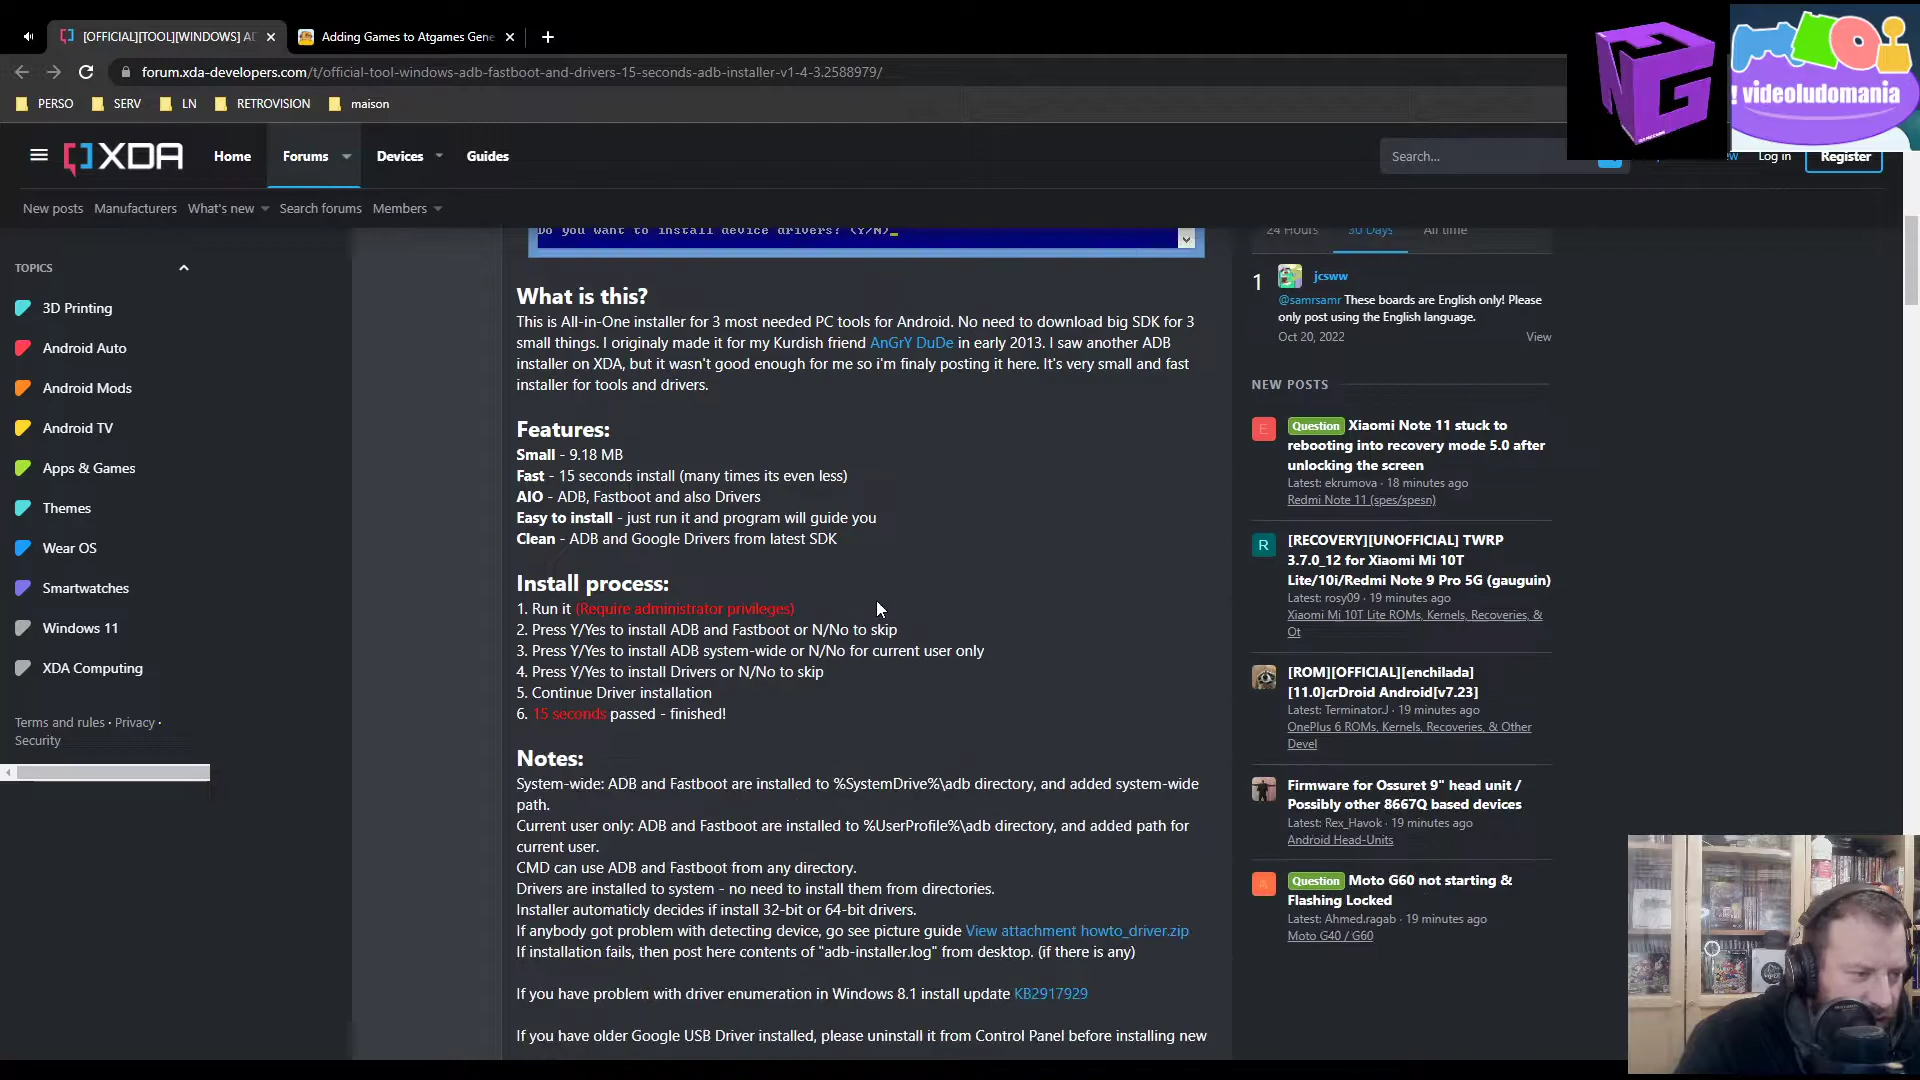 [OFFICIAL][TOOL][WINDOWS] AD
Adding Games to Atgames Gene
forum.xda-developers.com/t/official-tool-windows-adb-fastboot-and-drivers-15-seconds-adb-installer-v1-4-3.2588979/
PERSO SERV LN RETROVISION maison
NG
! videoludomania
XDA Home Forums Devices Guides
Search...
Log in Register
New posts Manufacturers What's new Search forums Members
TOPICS
3D Printing
Android Auto
Android Mods
Android TV
Apps & Games
Themes
Wear OS
Smartwatches
Windows 11
XDA Computing
Terms and rules · Privacy ·
Security
Do you want to install device drivers? (Y/N)_
What is this?
This is All-in-One installer for 3 most needed PC tools for Android. No need to download big SDK for 3
small things. I originaly made it for my Kurdish friend AnGrY DuDe in early 2013. I saw another ADB
installer on XDA, but it wasn't good enough for me so i'm finaly posting it here. It's very small and fast
installer for tools and drivers.
Features:
Small - 9.18 MB
Fast - 15 seconds install (many times its even less)
AIO - ADB, Fastboot and also Drivers
Easy to install - just run it and program will guide you
Clean - ADB and Google Drivers from latest SDK
Install process:
1. Run it (Require administrator privileges)
2. Press Y/Yes to install ADB and Fastboot or N/No to skip
3. Press Y/Yes to install ADB system-wide or N/No for current user only
4. Press Y/Yes to install Drivers or N/No to skip
5. Continue Driver installation
6. 15 seconds passed - finished!
Notes:
System-wide: ADB and Fastboot are installed to %SystemDrive%\adb directory, and added system-wide
path.
Current user only: ADB and Fastboot are installed to %UserProfile%\adb directory, and added path for
current user.
CMD can use ADB and Fastboot from any directory.
Drivers are installed to system - no need to install them from directories.
Installer automaticly decides if install 32-bit or 64-bit drivers.
If anybody got problem with detecting device, go see picture guide View attachment howto_driver.zip
If installation fails, then post here contents of "adb-installer.log" from desktop. (if there is any)
If you have problem with driver enumeration in Windows 8.1 install update KB2917929
If you have older Google USB Driver installed, please uninstall it from Control Panel before installing new
24 Hours 30 Days All time
1 jcsww
@samrsamr These boards are English only! Please
only post using the English language.
Oct 20, 2022 View
NEW POSTS
E
Question Xiaomi Note 11 stuck to
rebooting into recovery mode 5.0 after
unlocking the screen
Latest: ekrumova · 18 minutes ago
Redmi Note 11 (spes/spesn)
R
[RECOVERY][UNOFFICIAL] TWRP
3.7.0_12 for Xiaomi Mi 10T
Lite/10i/Redmi Note 9 Pro 5G (gauguin)
Latest: rosy09 · 19 minutes ago
Xiaomi Mi 10T Lite ROMs, Kernels, Recoveries, &
Ot
[ROM][OFFICIAL][enchilada]
[11.0]crDroid Android[v7.23]
Latest: TerminatorJ · 19 minutes ago
OnePlus 6 ROMs, Kernels, Recoveries, & Other
Devel
Firmware for Ossuret 9" head unit /
Possibly other 8667Q based devices
Latest: Rex_Havok · 19 minutes ago
Android Head-Units
A
Question Moto G60 not starting &
Flashing Locked
Latest: Ahmed.ragab · 19 minutes ago
Moto G40 / G60